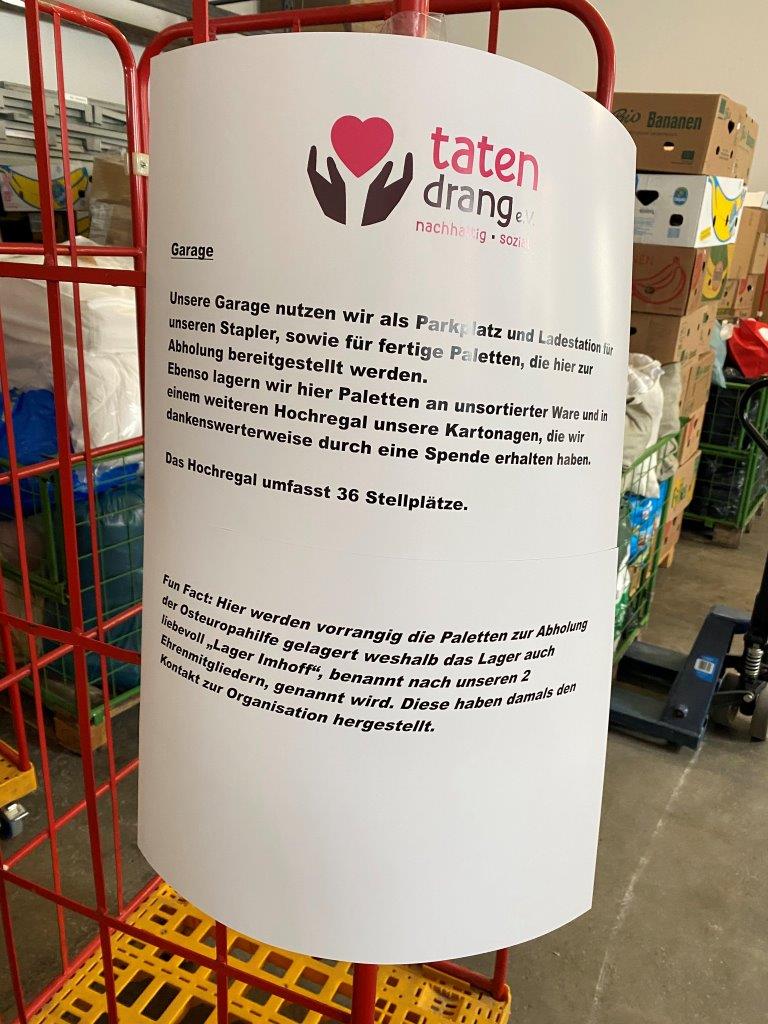 taten
drang e.V.
nachhaltig • sozial
Garage
Unsere Garage nutzen wir als Parkplatz und Ladestation für
unseren Stapler, sowie für fertige Paletten, die hier zur
Abholung bereitgestellt werden.
Ebenso lagern wir hier Paletten an unsortierter Ware und in
einem weiteren Hochregal unsere Kartonagen, die wir
dankenswerterweise durch eine Spende erhalten haben.
Das Hochregal umfasst 36 Stellplätze.
Fun Fact: Hier werden vorrangig die Paletten zur Abholung
der Osteuropahilfe gelagert weshalb das Lager auch
liebevoll „Lager Imhoff“, benannt nach unseren 2
Ehrenmitgliedern, genannt wird. Diese haben damals den
Kontakt zur Organisation hergestellt.
Bio Bananen